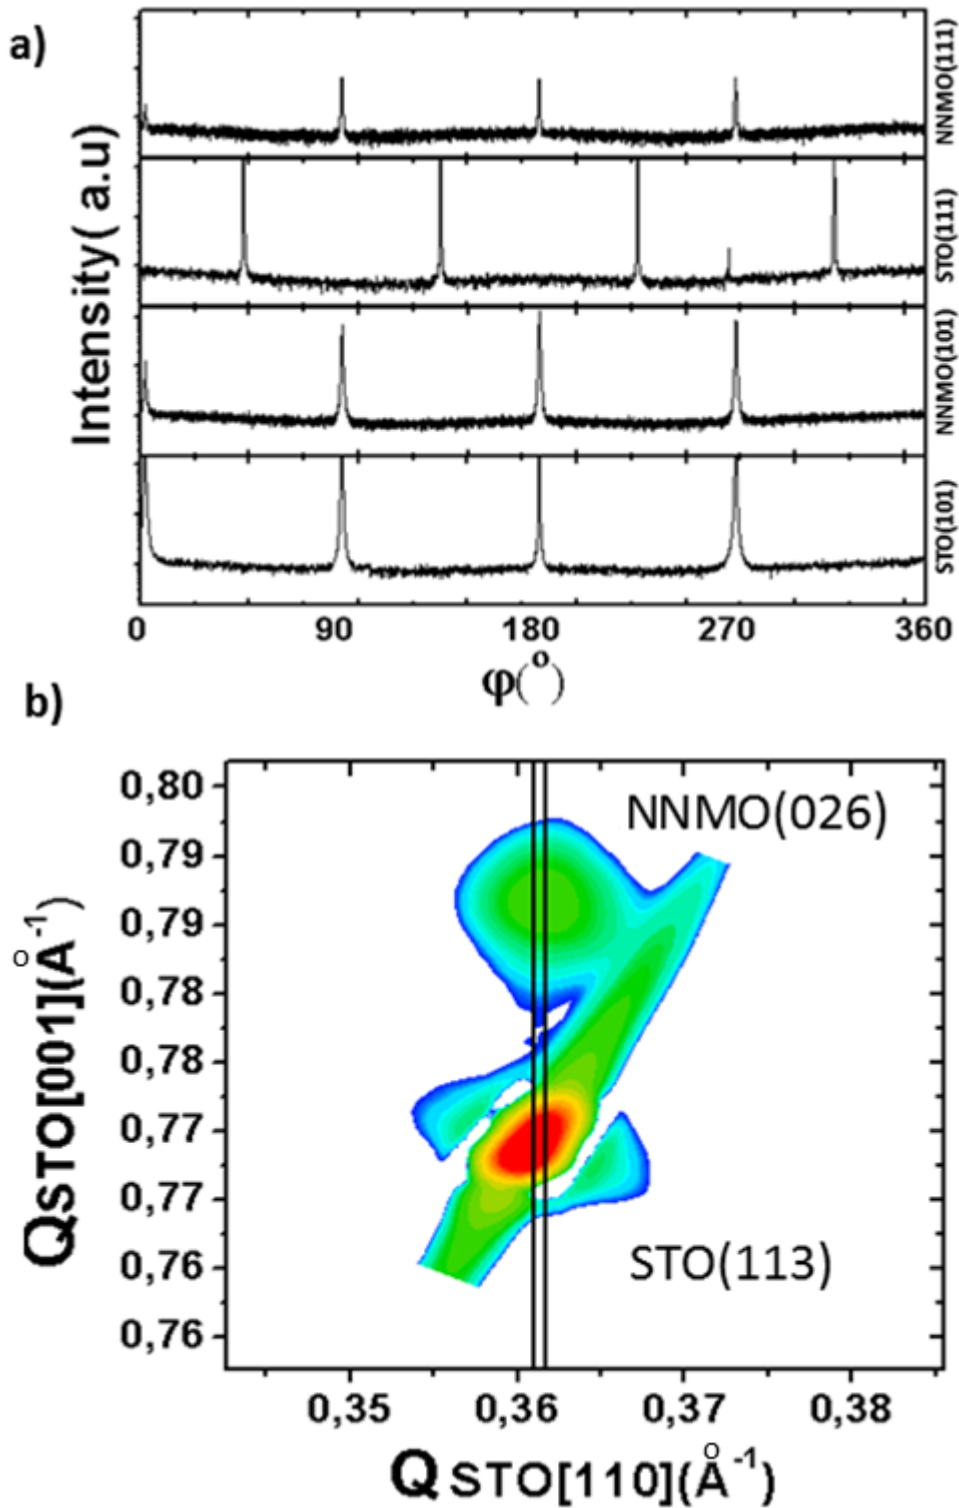 a)
Intensity( a.u)
NNMO(111)
STO(111)
NNMO(101)
STO(101)
0 90 180 270 360
φ(°)
b)
QSTO[001](Å-1)
0,80
0,79
0,79
0,78
0,78
0,77
0,77
0,76
0,76
NNMO(026)
STO(113)
0,35 0,36 0,37 0,38
Q STO[110](Å-1)